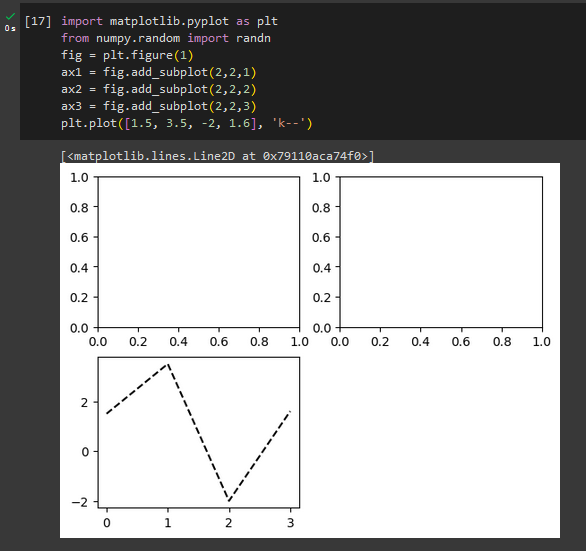 [17] import matplotlib.pyplot as plt
0s from numpy.random import randn
fig = plt.figure(1)
ax1 = fig.add_subplot(2,2,1)
ax2 = fig.add_subplot(2,2,2)
ax3 = fig.add_subplot(2,2,3)
plt.plot([1.5, 3.5, -2, 1.6], 'k--')
[<matplotlib.lines.Line2D at 0x79110aca74f0>]
1.0 1.0
0.8 0.8
0.6 0.6
0.4 0.4
0.2 0.2
0.0 0.0
0.0 0.2 0.4 0.6 0.8 1.0 0.0 0.2 0.4 0.6 0.8 1.0
2
0
−2
0 1 2 3